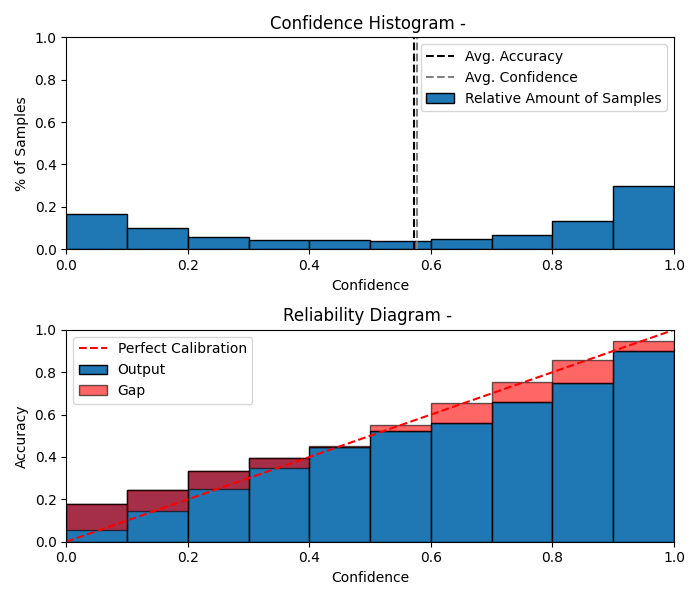 Confidence Histogram -
1.0
0.8
0.6
0.4
0.2
0.0
% of Samples
Avg. Accuracy
Avg. Confidence
Relative Amount of Samples
0.0 0.2 0.4 0.6 0.8 1.0
Confidence
Reliability Diagram -
1.0
0.8
0.6
0.4
0.2
0.0
Accuracy
Perfect Calibration
Output
Gap
0.0 0.2 0.4 0.6 0.8 1.0
Confidence